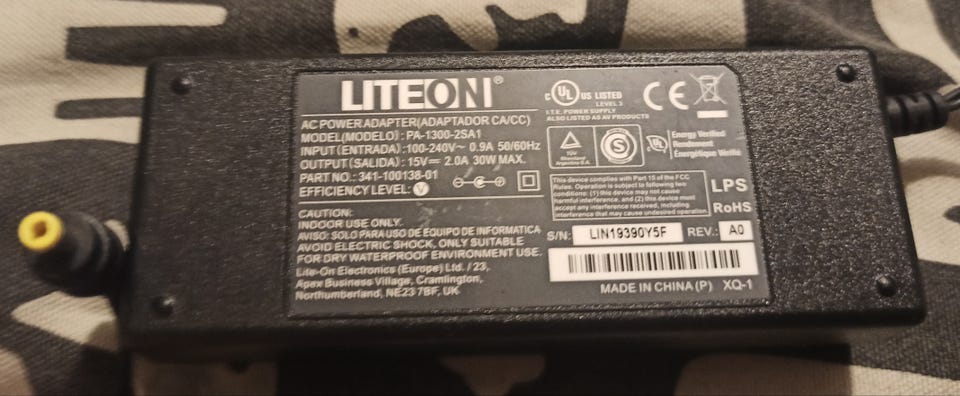 LITEON®
AC POWER ADAPTER(ADAPTADOR CA/CC)
MODEL(MODELO) : PA-1300-2SA1
INPUT(ENTRADA) : 100-240V~ 0.9A 50/60Hz
OUTPUT(SALIDA) : 15V⎓ 2.0A 30W MAX.
PART NO. : 341-100138-01
EFFICIENCY LEVEL: V
CAUTION:
INDOOR USE ONLY.
AVISO: SOLO PARA USO DE EQUIPO DE INFORMATICA
AVOID ELECTRIC SHOCK, ONLY SUITABLE
FOR DRY WATERPROOF ENVIRONMENT USE.
Lite-On Electronics (Europe) Ltd. / 23,
Apex Business Village, Cramlington,
Northumberland, NE23 7BF, UK
C UL US LISTED
LEVEL 3
I.T.E. POWER SUPPLY
ALSO LISTED AS AV PRODUCTS
CE
TUV
Rheinland
Argentina S.A.
S
UL
Energy Verified
Rendement
Énergétique Vérifié
This device complies with Part 15 of the FCC
Rules. Operation is subject to following two
conditions: (1) this device may not cause
harmful interference, and (2) this device must
accept any interference received, including
interference that may cause undesired operation
LPS
RoHS
S/N: LIN19390Y5F REV. A0
MADE IN CHINA (P) XQ-1